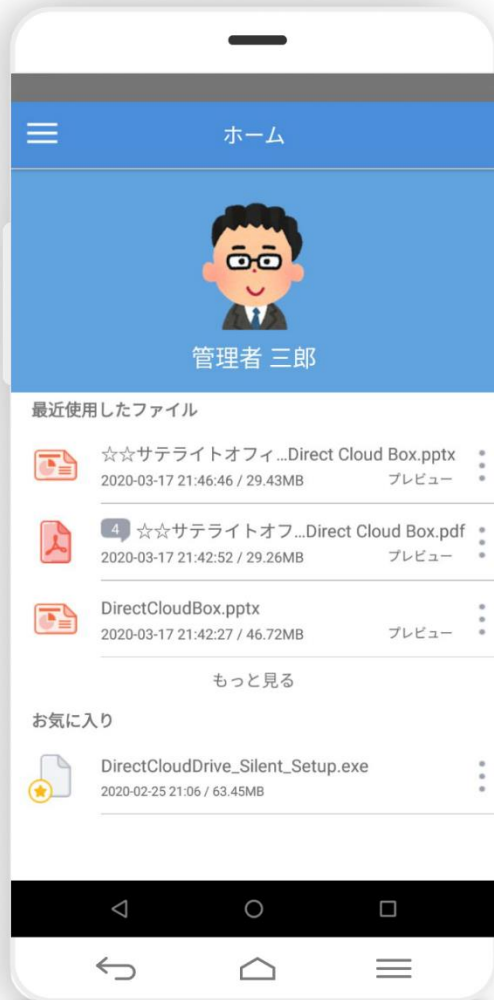 ホーム
管理者 三郎
最近使用したファイル
☆☆サテライトオフィ...Direct Cloud Box.pptx
2020-03-17 21:46:46 / 29.43MB プレビュー
4 ☆☆サテライトオフ...Direct Cloud Box.pdf
2020-03-17 21:42:52 / 29.26MB プレビュー
DirectCloudBox.pptx
2020-03-17 21:42:27 / 46.72MB プレビュー
もっと見る
お気に入り
DirectCloudDrive_Silent_Setup.exe
2020-02-25 21:06 / 63.45MB